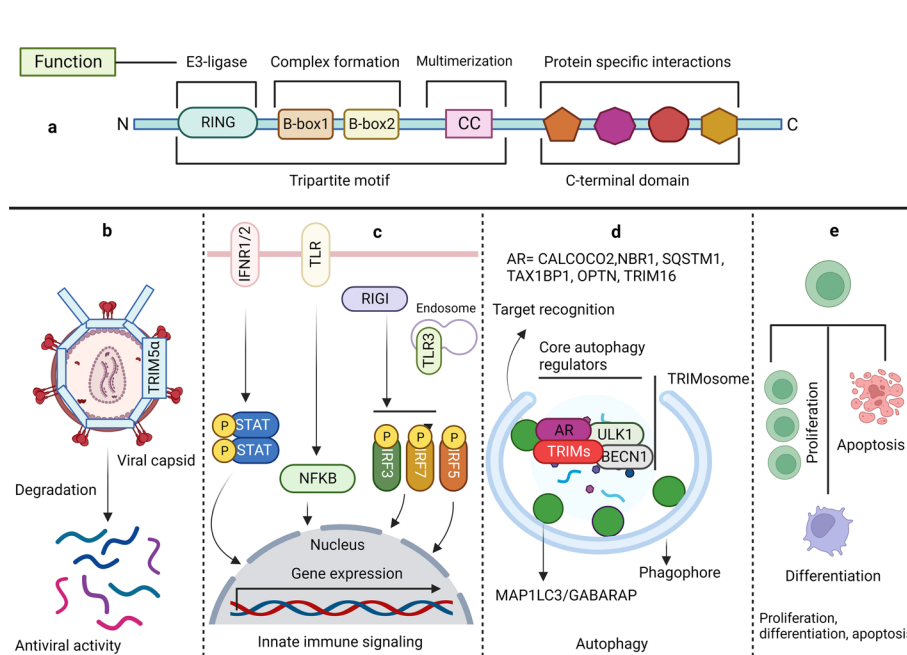 Function
E3-ligase
Complex formation
Multimerization
Protein specific interactions
a
N
RING
B-box1
B-box2
CC
C
Tripartite motif
C-terminal domain
b
TRIM5α
Viral capsid
Degradation
Antiviral activity
c
IFNR1/2
TLR
RIGI
Endosome
TLR3
P
STAT
P
STAT
NFKB
P
IRF3
P
IRF7
P
IRF5
Nucleus
Gene expression
Innate immune signaling
d
AR= CALCOCO2,NBR1, SQSTM1,
TAX1BP1, OPTN, TRIM16
Target recognition
Core autophagy
regulators
TRIMosome
AR
ULK1
TRIMs
BECN1
Phagophore
MAP1LC3/GABARAP
Autophagy
e
Proliferation
Apoptosis
Differentiation
Proliferation,
differentiation, apoptosis